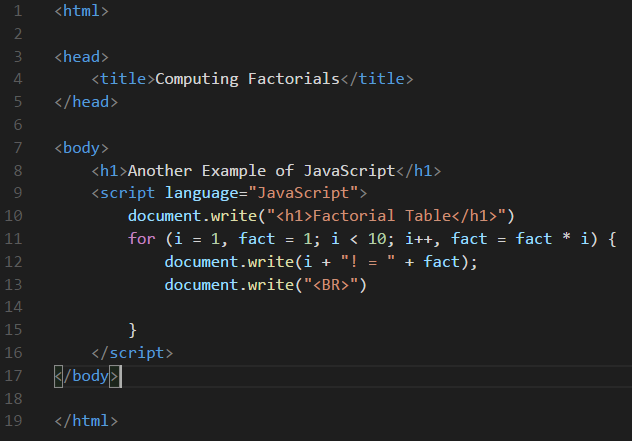 1 <html>
2
3 <head>
4     <title>Computing Factorials</title>
5 </head>
6
7 <body>
8     <h1>Another Example of JavaScript</h1>
9     <script language="JavaScript">
10         document.write("<h1>Factorial Table</h1>")
11         for (i = 1, fact = 1; i < 10; i++, fact = fact * i) {
12             document.write(i + "! = " + fact);
13             document.write("<BR>")
14
15         }
16     </script>
17 </body>
18
19 </html>